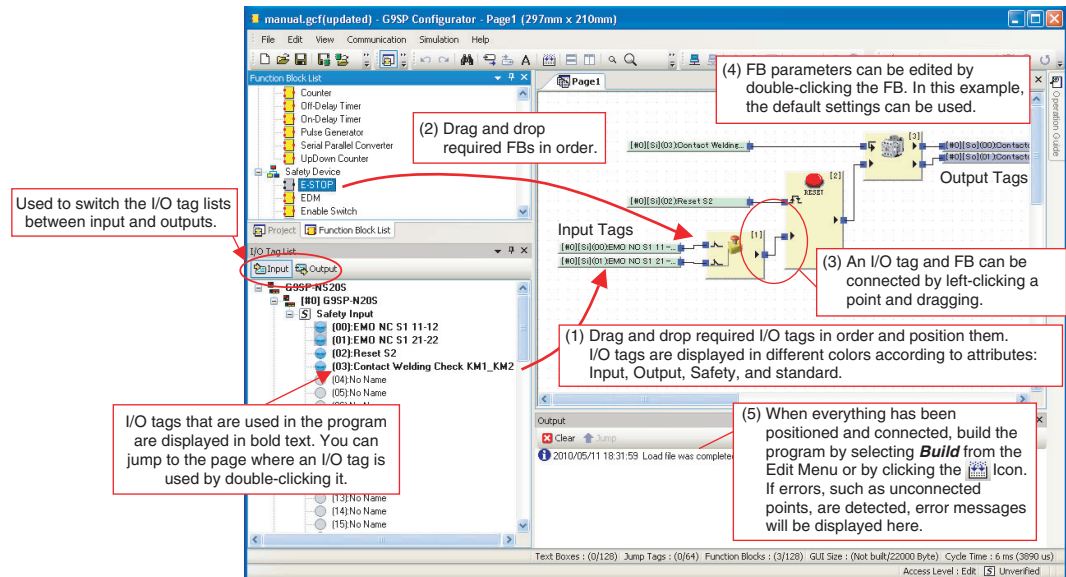 manual.gcf(updated) - G9SP Configurator - Page1 (297mm x 210mm)
File Edit View Communication Simulation Help
Function Block List
Counter
Off-Delay Timer
On-Delay Timer
Pulse Generator
Serial Parallel Converter
UpDown Counter
Safety Device
E-STOP
EDM
Enable Switch
Project Function Block List
(2) Drag and drop
required FBs in order.
Used to switch the I/O tag lists
between input and outputs.
I/O Tag List
Input Output
G9SP-NS20S
[#0] G9SP-N20S
S Safety Input
(00):EMO NC S1 11-12
(01):EMO NC S1 21-22
(02):Reset S2
(03):Contact Welding Check KM1_KM2
(04):No Name
(05):No Name
I/O tags that are used in the program
are displayed in bold text. You can
jump to the page where an I/O tag is
used by double-clicking it.
(13):No Name
(14):No Name
(15):No Name
Page1
(4) FB parameters can be edited by
double-clicking the FB. In this example,
the default settings can be used.
Operation Guide
[#0][Si](03):Contact Welding...
[3]
[#0][So](00):Contacto
[#0][So](01):Contacto
Output Tags
[2]
RESET
[#0][Si](02):Reset S2
Input Tags
[#0][Si](00):EMO NC S1 11-...
[#0][Si](01):EMO NC S1 21-...
[1]
(3) An I/O tag and FB can be
connected by left-clicking a
point and dragging.
(1) Drag and drop required I/O tags in order and position them.
I/O tags are displayed in different colors according to attributes:
Input, Output, Safety, and standard.
Output
Clear Jump
2010/05/11 18:31:59 Load file was complete
(5) When everything has been
positioned and connected, build the
program by selecting Build from the
Edit Menu or by clicking the Icon.
If errors, such as unconnected
points, are detected, error messages
will be displayed here.
Text Boxes : (0/128) Jump Tags : (0/64) Function Blocks : (3/128) GUI Size : (Not built/22000 Byte) Cycle Time : 6 ms (3890 us)
Access Level : Edit S Unverified